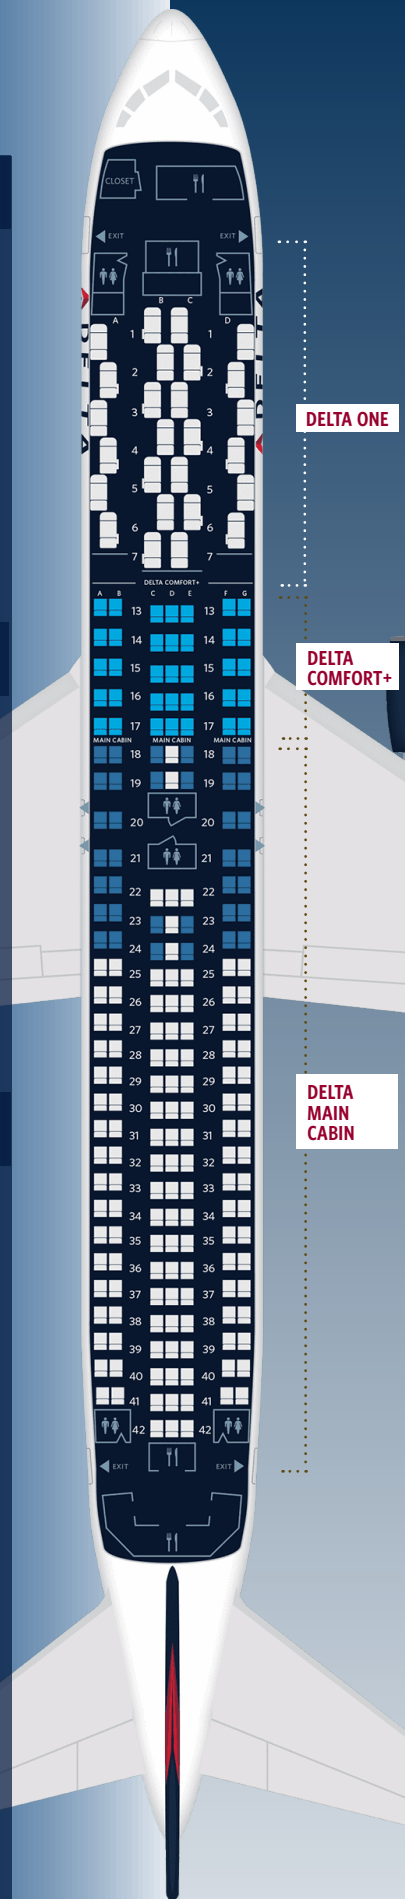 CLOSET
EXIT EXIT
B C
A D
1 1
2 2
DELTA DELTA
3 3
DELTA ONE
4 4
5 5
6 6
7 7
DELTA COMFORT+
A B C D E F G
13 13
14 14
DELTA
COMFORT+
15 15
16 16
17 17
MAIN CABIN MAIN CABIN MAIN CABIN
18 18
19 19
20 20
21 21
22 22
23 23
24 24
25 25
26 26
27 27
28 28
29 29
DELTA
MAIN
CABIN
30 30
31 31
32 32
33 33
34 34
35 35
36 36
37 37
38 38
39 39
40 40
41 41
42 42
EXIT EXIT